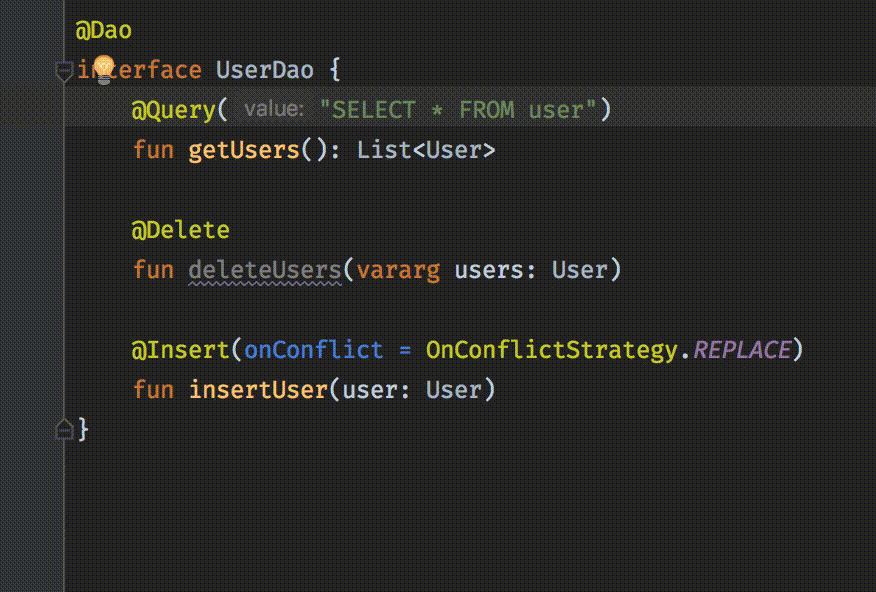 @Dao
interface UserDao {
@Query( value: "SELECT * FROM user")
fun getUsers(): List<User>
@Delete
fun deleteUsers(vararg users: User)
@Insert(onConflict = OnConflictStrategy.REPLACE)
fun insertUser(user: User)
}